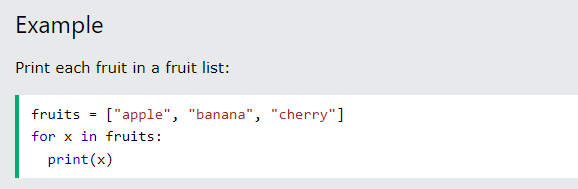 Example
Print each fruit in a fruit list:
fruits = ["apple", "banana", "cherry"]
for x in fruits:
  print(x)